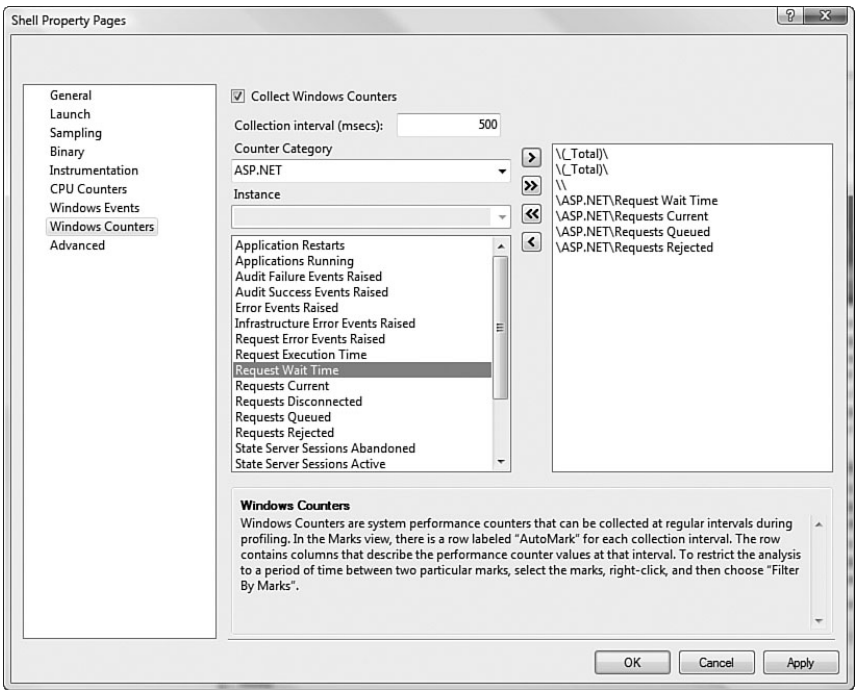 Shell Property Pages
General
Launch
Sampling
Binary
Instrumentation
CPU Counters
Windows Events
Windows Counters
Advanced
Collect Windows Counters
Collection interval (msecs): 500
Counter Category
ASP.NET
Instance
Application Restarts
Applications Running
Audit Failure Events Raised
Audit Success Events Raised
Error Events Raised
Infrastructure Error Events Raised
Request Error Events Raised
Request Execution Time
Request Wait Time
Requests Current
Requests Disconnected
Requests Queued
Requests Rejected
State Server Sessions Abandoned
State Server Sessions Active
>
>>
<<
<
\(_Total)\
\(_Total)\
\\
\ASP.NET\Request Wait Time
\ASP.NET\Requests Current
\ASP.NET\Requests Queued
\ASP.NET\Requests Rejected
Windows Counters
Windows Counters are system performance counters that can be collected at regular intervals during
profiling. In the Marks view, there is a row labeled “AutoMark” for each collection interval. The row
contains columns that describe the performance counter values at that interval. To restrict the analysis
to a period of time between two particular marks, select the marks, right-click, and then choose “Filter
By Marks”.
OK
Cancel
Apply